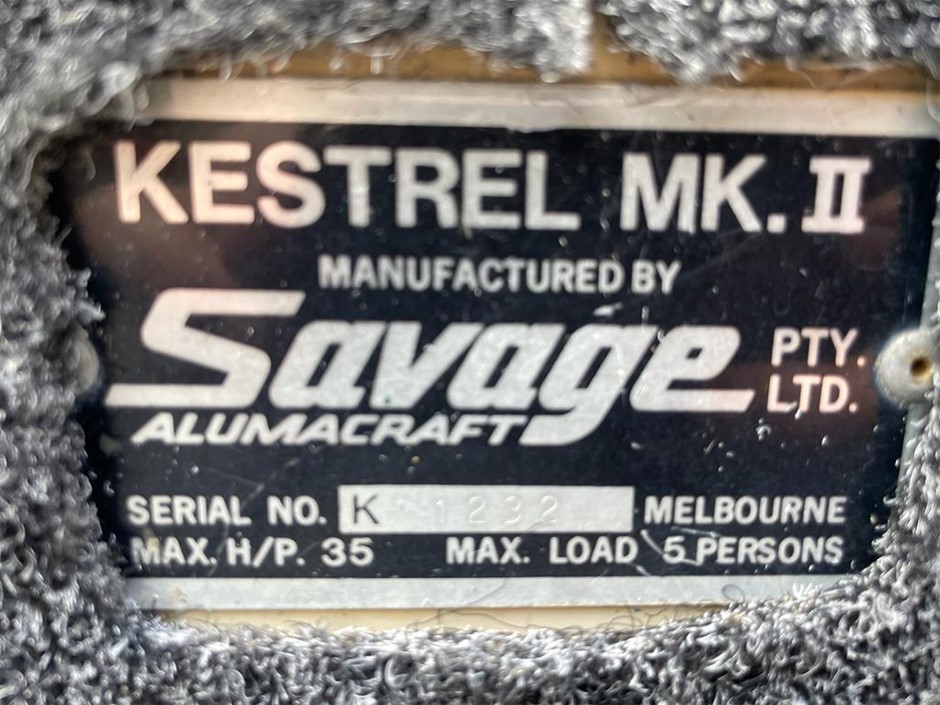 KESTREL MK. II
MANUFACTURED BY
Savage PTY. LTD.
ALUMACRAFT
SERIAL NO. K 1232 MELBOURNE
MAX. H/P. 35 MAX. LOAD 5 PERSONS